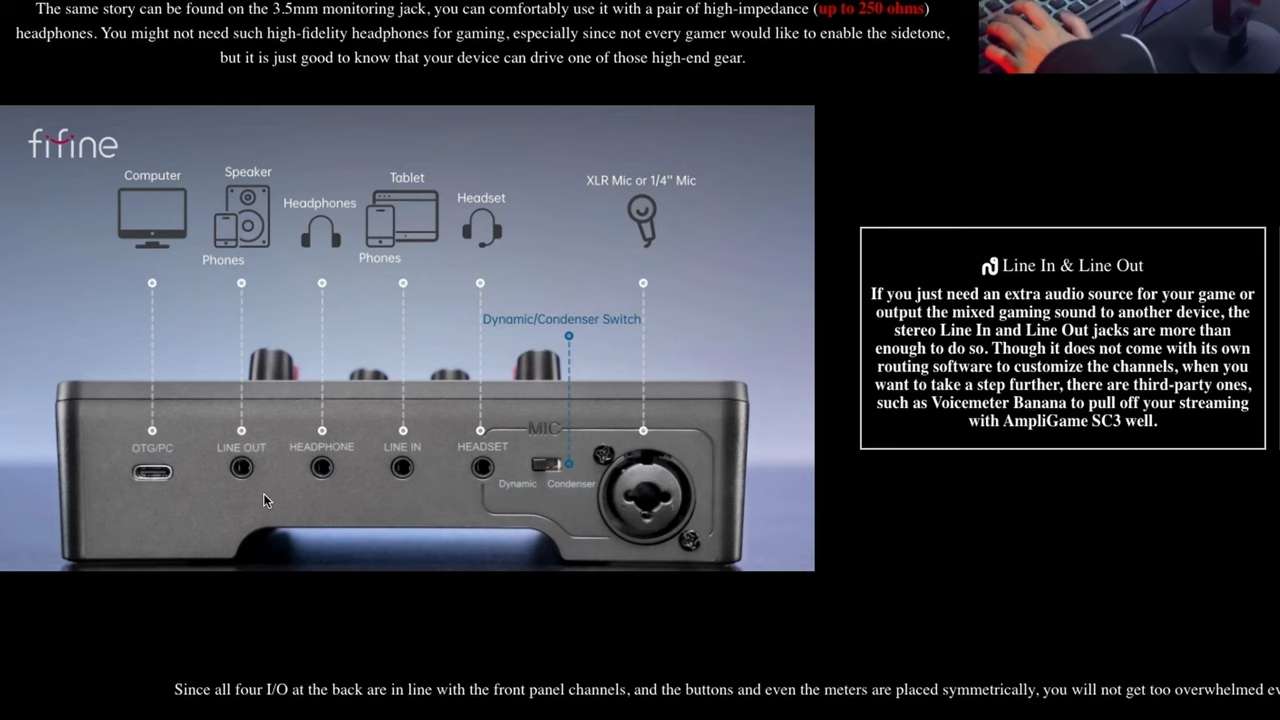 The same story can be found on the 3.5mm monitoring jack, you can comfortably use it with a pair of high-impedance (up to 250 ohms)
headphones. You might not need such high-fidelity headphones for gaming, especially since not every gamer would like to enable the sidetone,
but it is just good to know that your device can drive one of those high-end gear.
fifine
Computer
Speaker
Phones
Headphones
Tablet
Phones
Headset
XLR Mic or 1/4" Mic
Dynamic/Condenser Switch
OTG/PC
LINE OUT
HEADPHONE
LINE IN
HEADSET
MIC
Dynamic
Condenser
Line In & Line Out
If you just need an extra audio source for your game or
output the mixed gaming sound to another device, the
stereo Line In and Line Out jacks are more than
enough to do so. Though it does not come with its own
routing software to customize the channels, when you
want to take a step further, there are third-party ones,
such as Voicemeter Banana to pull off your streaming
with AmpliGame SC3 well.
Since all four I/O at the back are in line with the front panel channels, and the buttons and even the meters are placed symmetrically, you will not get too overwhelmed ev